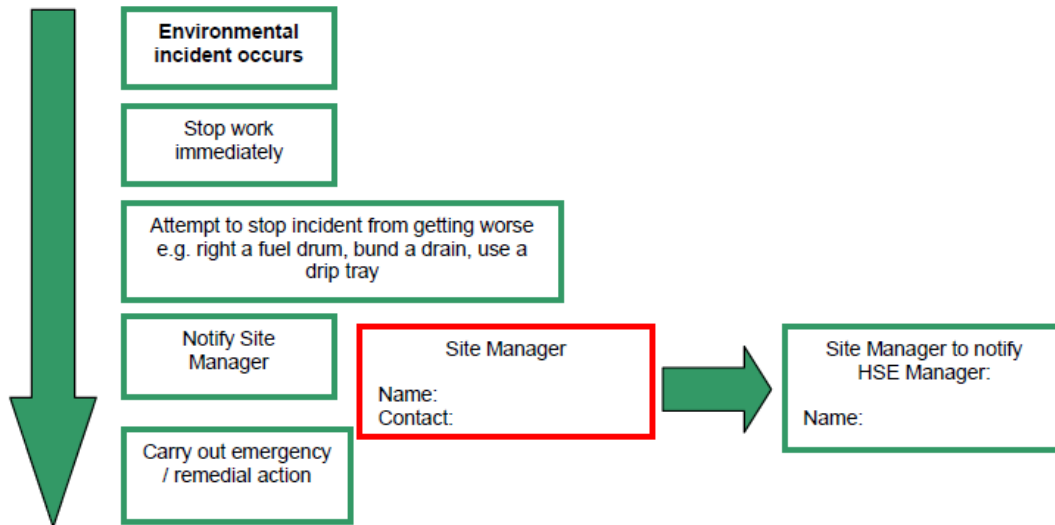 Environmental
incident occurs
Stop work
immediately
Attempt to stop incident from getting worse
e.g. right a fuel drum, bund a drain, use a
drip tray
Notify Site
Manager
Site Manager
Name:
Contact:
Site Manager to notify
HSE Manager:
Name:
Carry out emergency
/ remedial action